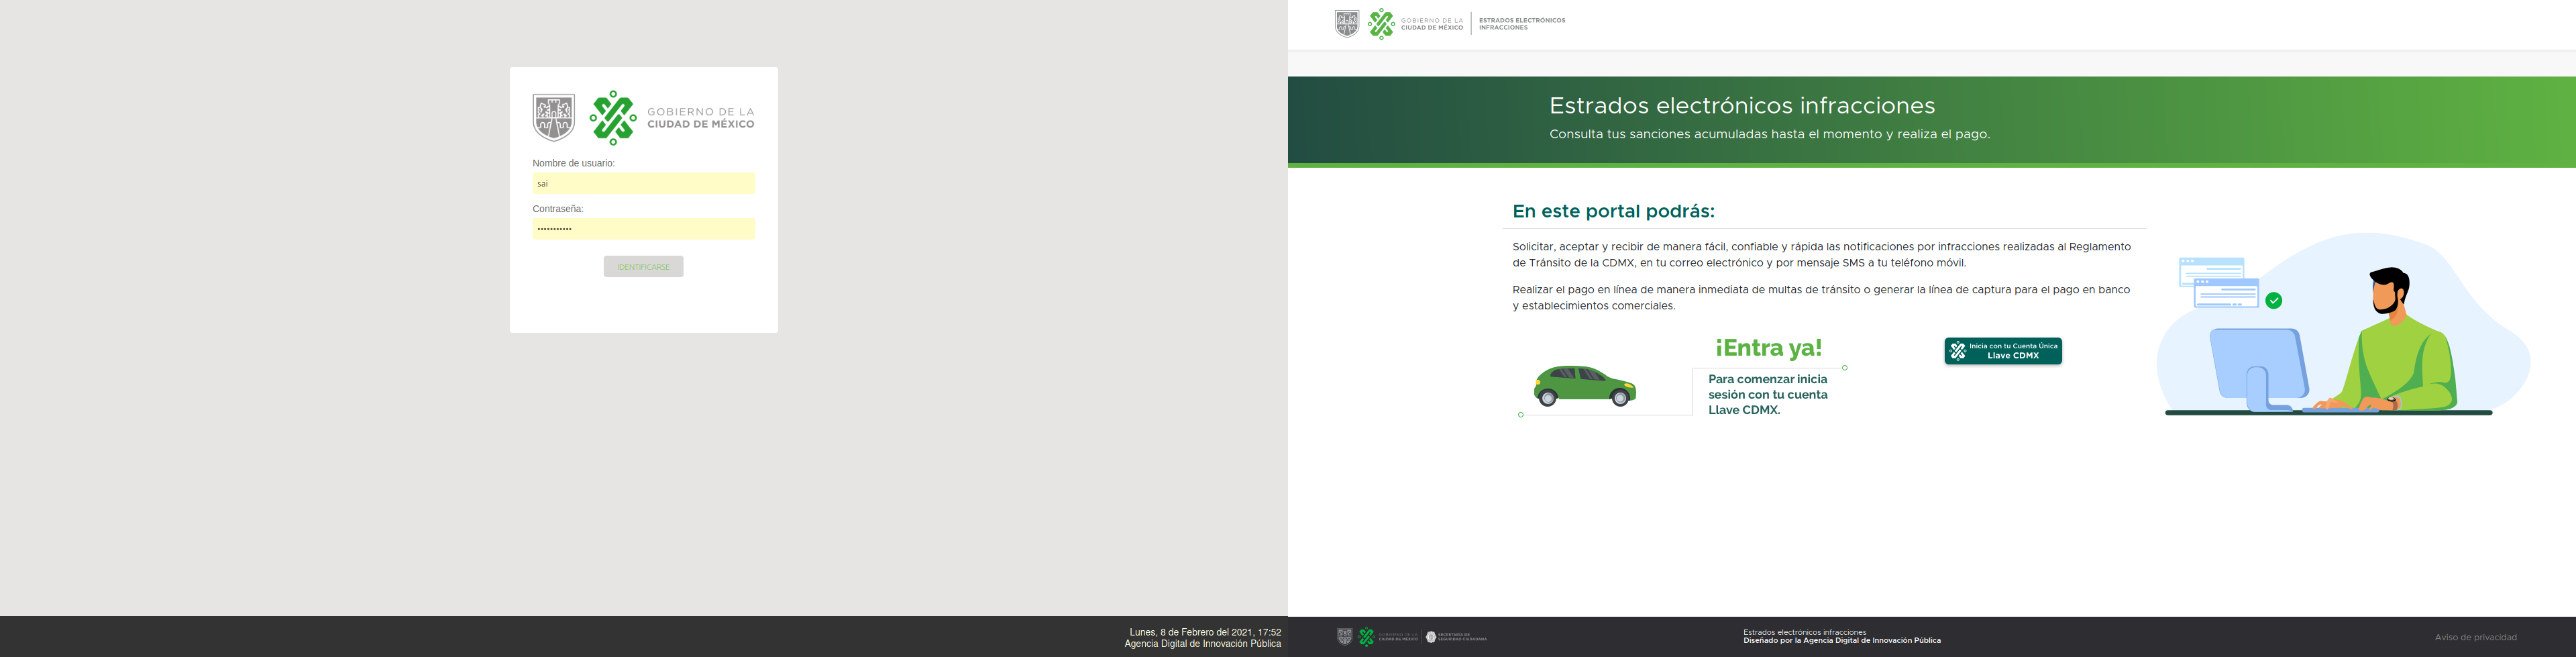 GOBIERNO DE LA
CIUDAD DE MÉXICO
Nombre de usuario:
sai
Contraseña:
•••••••••••
IDENTIFICARSE
Lunes, 8 de Febrero del 2021, 17:52
Agencia Digital de Innovación Pública
GOBIERNO DE LA
CIUDAD DE MÉXICO
ESTRADOS ELECTRÓNICOS
INFRACCIONES
Estrados electrónicos infracciones
Consulta tus sanciones acumuladas hasta el momento y realiza el pago.
En este portal podrás:
Solicitar, aceptar y recibir de manera fácil, confiable y rápida las notificaciones por infracciones realizadas al Reglamento
de Tránsito de la CDMX, en tu correo electrónico y por mensaje SMS a tu teléfono móvil.
Realizar el pago en línea de manera inmediata de multas de tránsito o generar la línea de captura para el pago en banco
y establecimientos comerciales.
¡Entra ya!
Para comenzar inicia
sesión con tu cuenta
Llave CDMX.
Inicia con tu Cuenta Única
Llave CDMX
GOBIERNO DE LA
CIUDAD DE MÉXICO
SECRETARÍA DE
SEGURIDAD CIUDADANA
Estrados electrónicos infracciones
Diseñado por la Agencia Digital de Innovación Pública
Aviso de privacidad